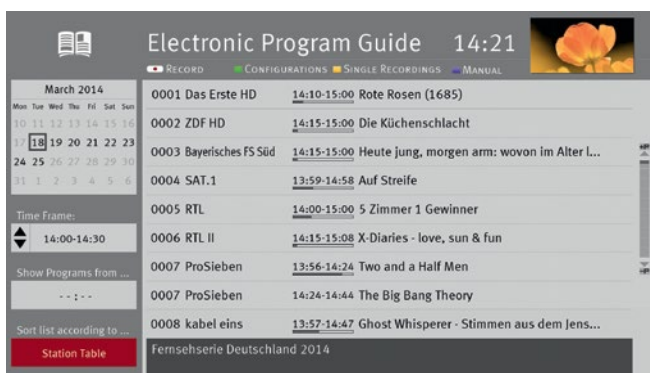 Electronic Program Guide 14:21
RECORD CONFIGURATIONS SINGLE RECORDINGS MANUAL
March 2014
Mon Tue Wed Thu Fri Sat Sun
10 11 12 13 14 15 16
17 18 19 20 21 22 23
24 25 26 27 28 29 30
31 1 2 3 4 5 6
Time Frame:
14:00-14:30
Show Programs from ...
--:--
Sort list according to ...
Station Table
0001 Das Erste HD 14:10-15:00 Rote Rosen (1685)
0002 ZDF HD 14:15-15:00 Die Küchenschlacht
0003 Bayerisches FS Süd 14:15-15:00 Heute jung, morgen arm: wovon im Alter l...
0004 SAT.1 13:59-14:58 Auf Streife
0005 RTL 14:00-15:00 5 Zimmer 1 Gewinner
0006 RTL II 14:15-15:08 X-Diaries - love, sun & fun
0007 ProSieben 13:56-14:24 Two and a Half Men
0007 ProSieben 14:24-14:44 The Big Bang Theory
0008 kabel eins 13:57-14:47 Ghost Whisperer - Stimmen aus dem Jens...
Fernsehserie Deutschland 2014